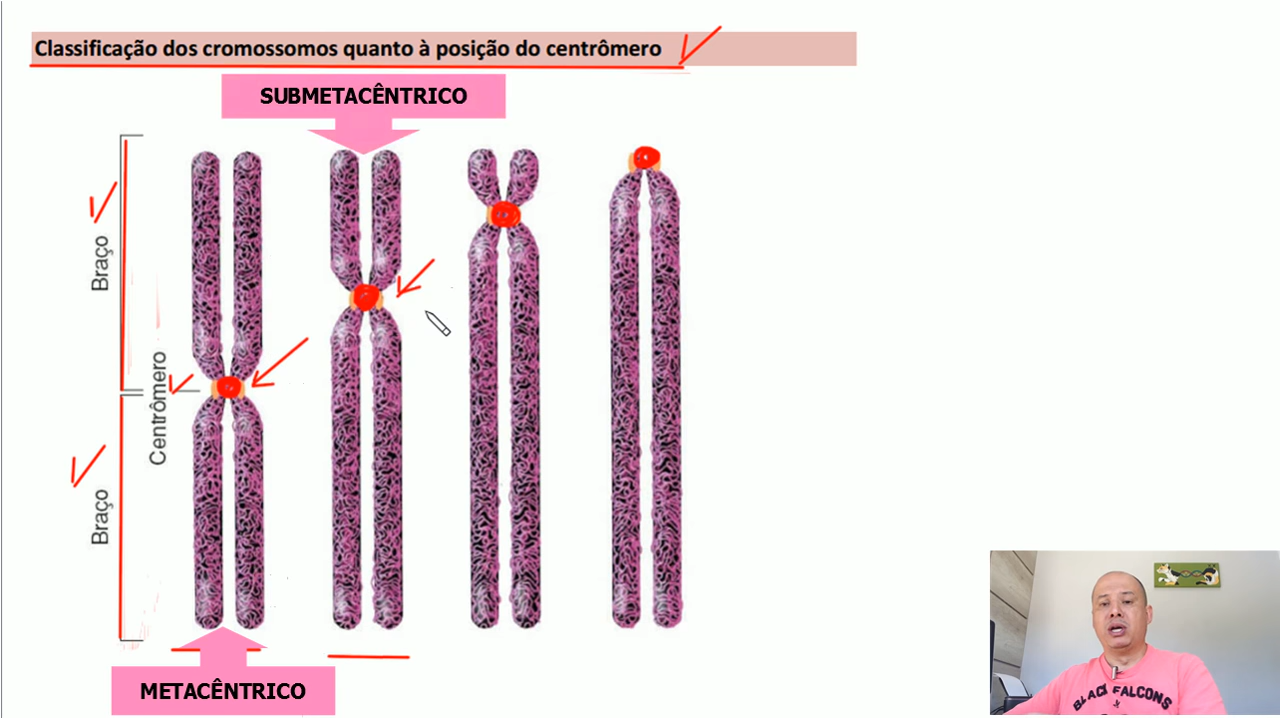 Classificação dos cromossomos quanto à posição do centrômero
SUBMETACÊNTRICO
Braço
Centrômero
Braço
METACÊNTRICO
BLACK FALCONS